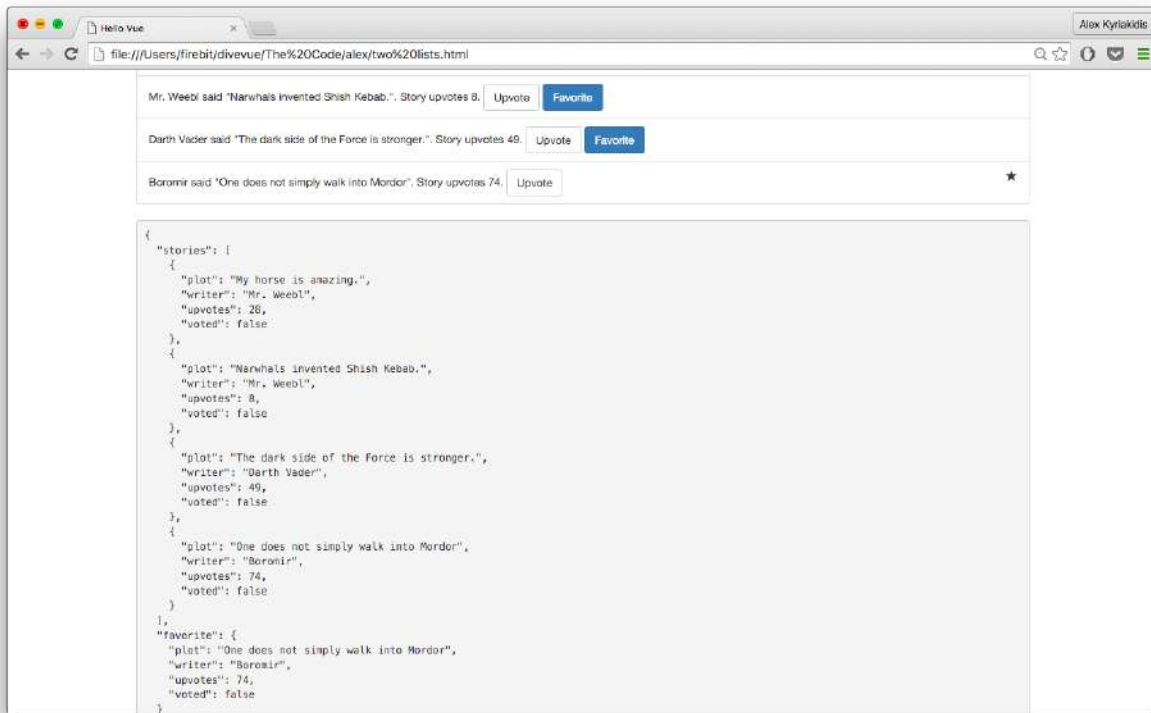 Hello Vue
Alex Kyriakidis
file:///Users/firebit/divevue/The%20Code/alex/two%20lists.html
Mr. Weebl said "Narwhals invented Shish Kebab.". Story upvotes 8. Upvote Favorite
Darth Vader said "The dark side of the Force is stronger.". Story upvotes 49. Upvote Favorite
Boromir said "One does not simply walk into Mordor". Story upvotes 74. Upvote ★
{
"stories": [
{
"plot": "My horse is amazing.",
"writer": "Mr. Weebl",
"upvotes": 28,
"voted": false
},
{
"plot": "Narwhals invented Shish Kebab.",
"writer": "Mr. Weebl",
"upvotes": 8,
"voted": false
},
{
"plot": "The dark side of the Force is stronger.",
"writer": "Darth Vader",
"upvotes": 49,
"voted": false
},
{
"plot": "One does not simply walk into Mordor",
"writer": "Boromir",
"upvotes": 74,
"voted": false
}
],
"favorite": {
"plot": "One does not simply walk into Mordor",
"writer": "Boromir",
"upvotes": 74,
"voted": false
}